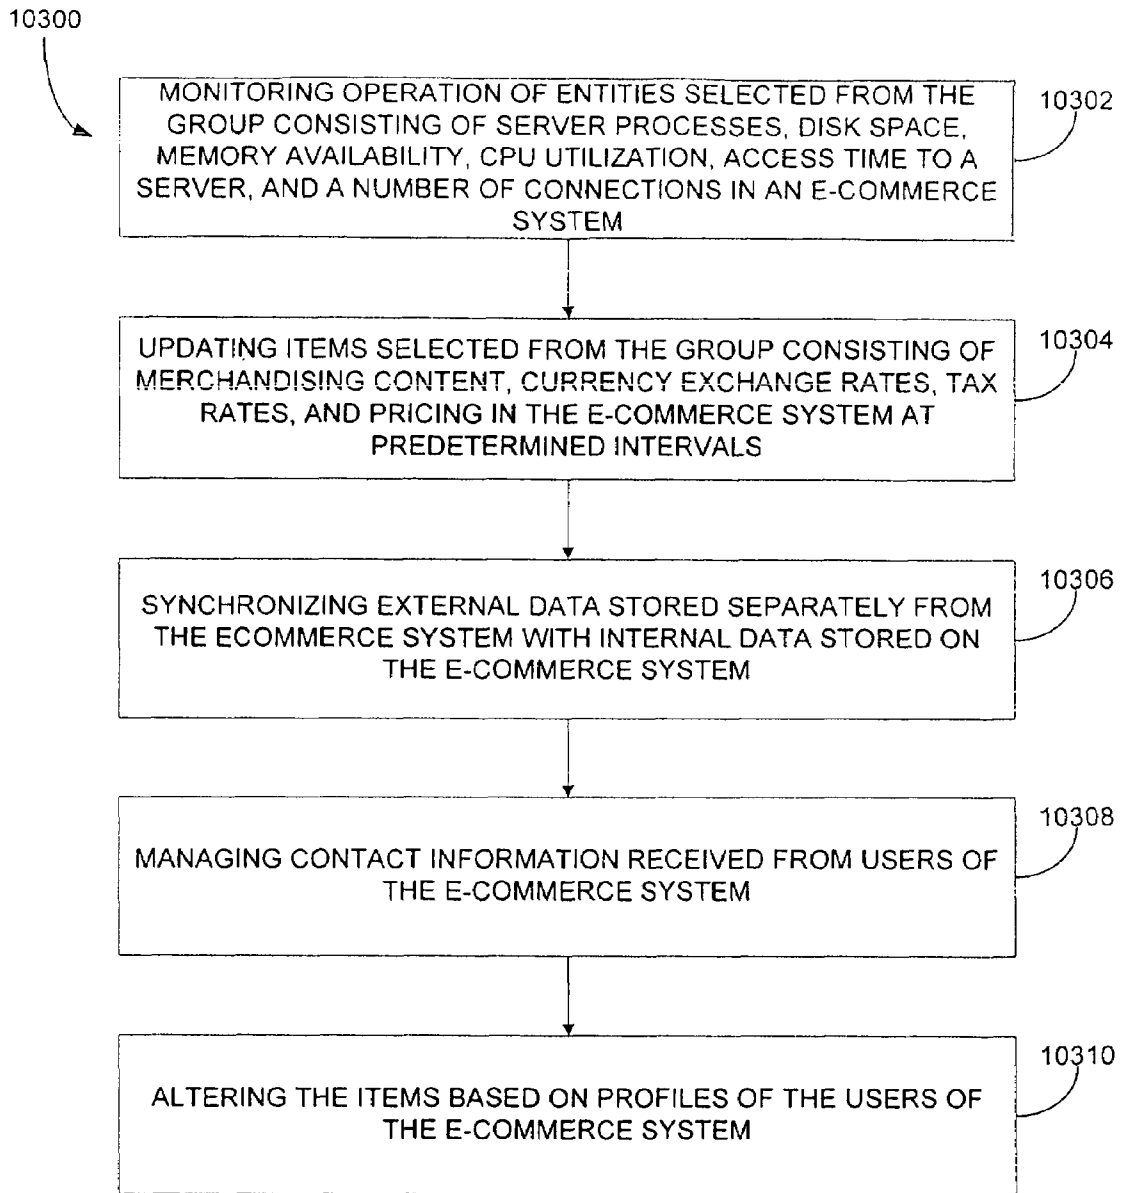 10300
10302
MONITORING OPERATION OF ENTITIES SELECTED FROM THE
GROUP CONSISTING OF SERVER PROCESSES, DISK SPACE,
MEMORY AVAILABILITY, CPU UTILIZATION, ACCESS TIME TO A
SERVER, AND A NUMBER OF CONNECTIONS IN AN E-COMMERCE
SYSTEM
10304
UPDATING ITEMS SELECTED FROM THE GROUP CONSISTING OF
MERCHANDISING CONTENT, CURRENCY EXCHANGE RATES, TAX
RATES, AND PRICING IN THE E-COMMERCE SYSTEM AT
PREDETERMINED INTERVALS
10306
SYNCHRONIZING EXTERNAL DATA STORED SEPARATELY FROM
THE ECOMMERCE SYSTEM WITH INTERNAL DATA STORED ON
THE E-COMMERCE SYSTEM
10308
MANAGING CONTACT INFORMATION RECEIVED FROM USERS OF
THE E-COMMERCE SYSTEM
10310
ALTERING THE ITEMS BASED ON PROFILES OF THE USERS OF
THE E-COMMERCE SYSTEM